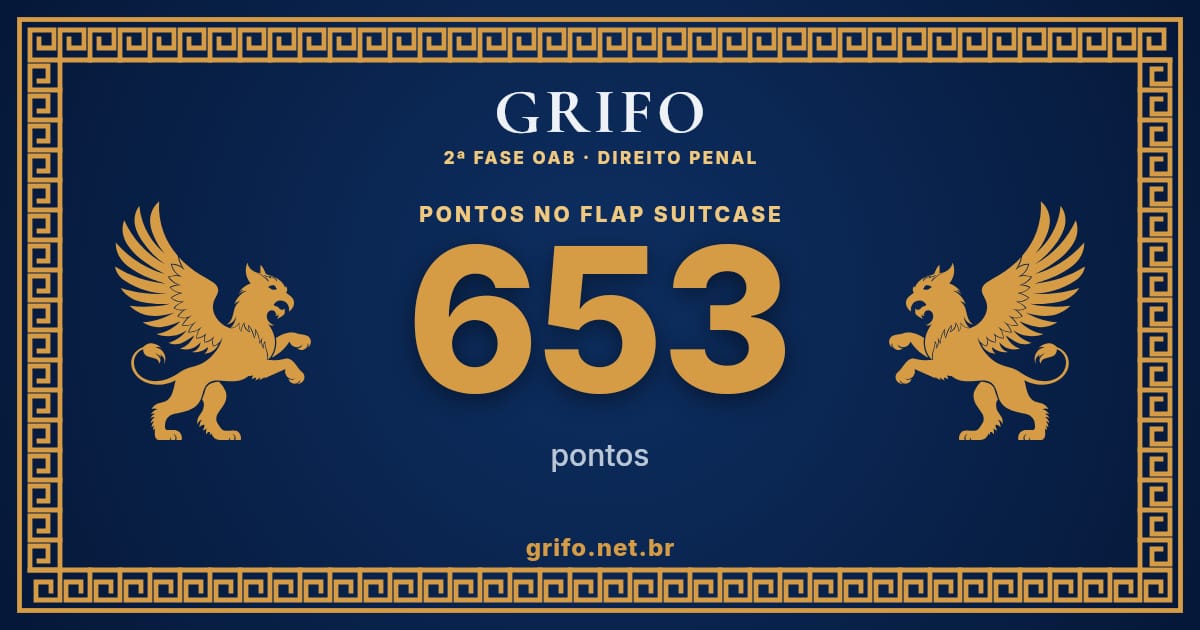 GRIFO
2ª FASE OAB · DIREITO PENAL
PONTOS NO FLAP SUITCASE
653
pontos
grifo.net.br